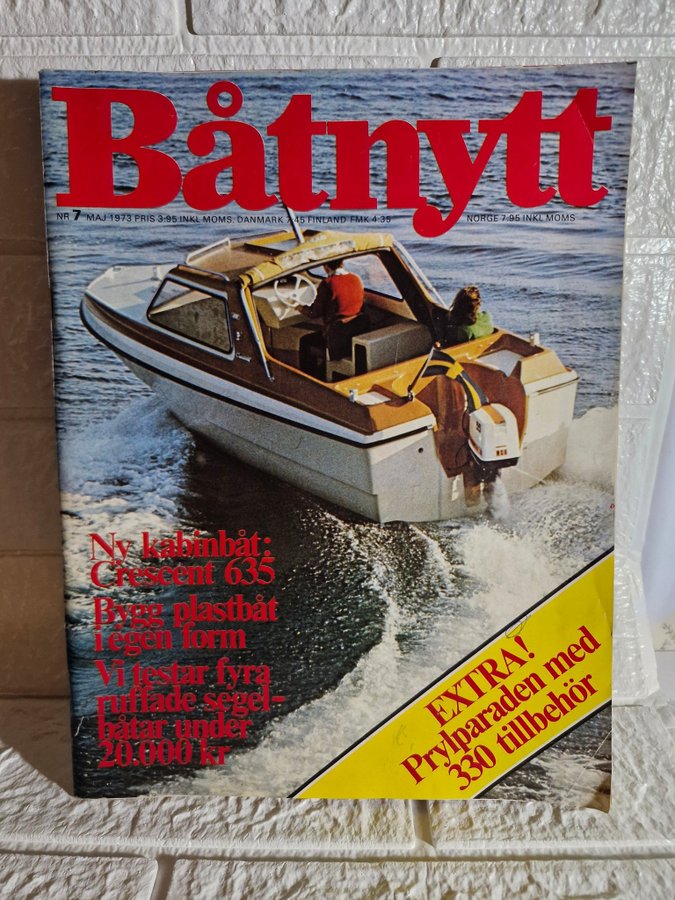 Båtnytt
NR 7 MAJ 1973 PRIS 3:95 INKL MOMS. DANMARK 7:45 FINLAND FMK 4:35 NORGE 7:95 INKL MOMS
Ny kabinbåt:
Crescent 635
Bygg plastbåt
i egen form
Vi testar fyra
ruffade segel-
båtar under
20.000 kr
EXTRA!
Prylparaden med
330 tillbehör